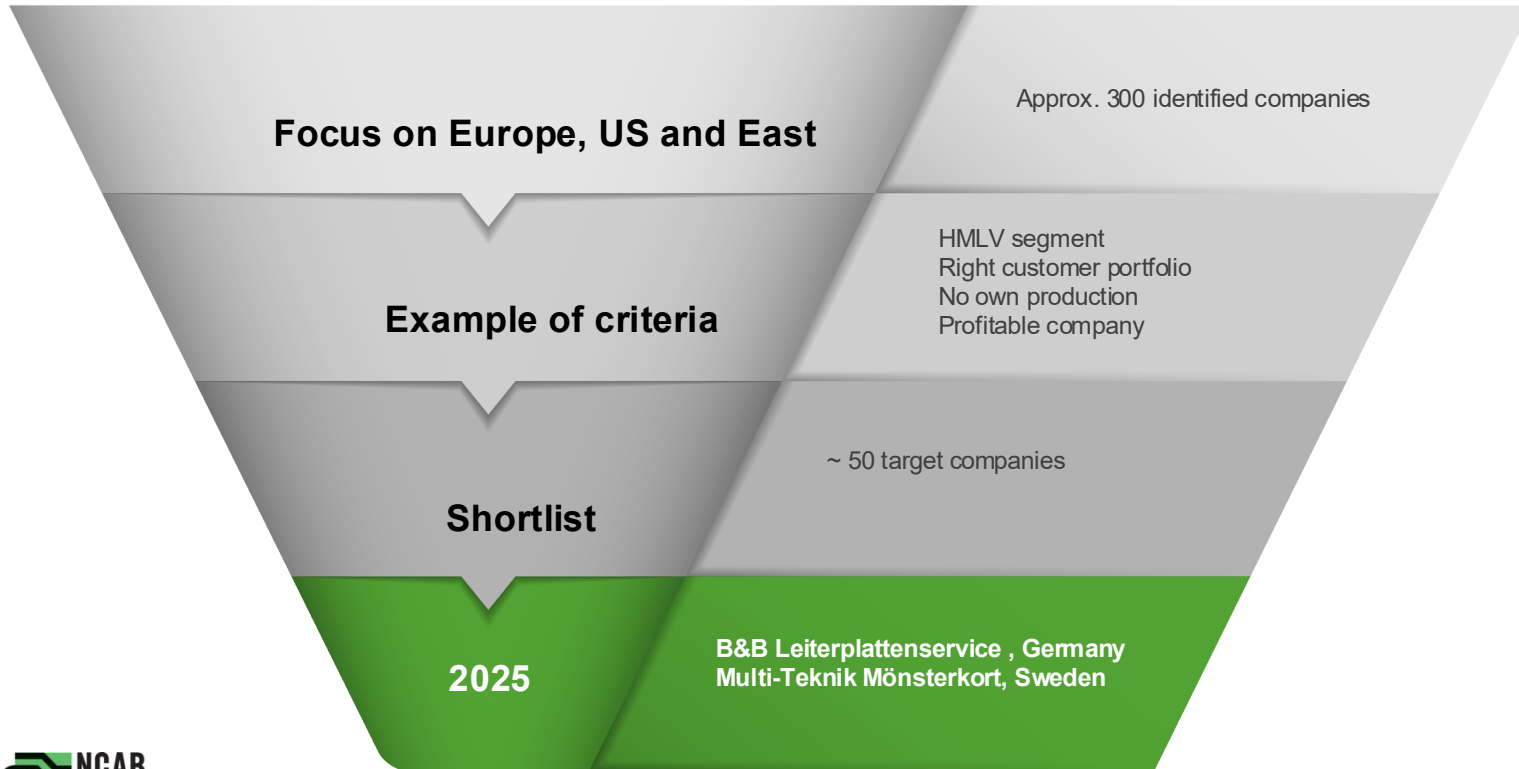 Focus on Europe, US and East
Approx. 300 identified companies
Example of criteria
HMLV segment
Right customer portfolio
No own production
Profitable company
Shortlist
~ 50 target companies
2025
B&B Leiterplattenservice , Germany
Multi-Teknik Mönsterkort, Sweden
NCAB